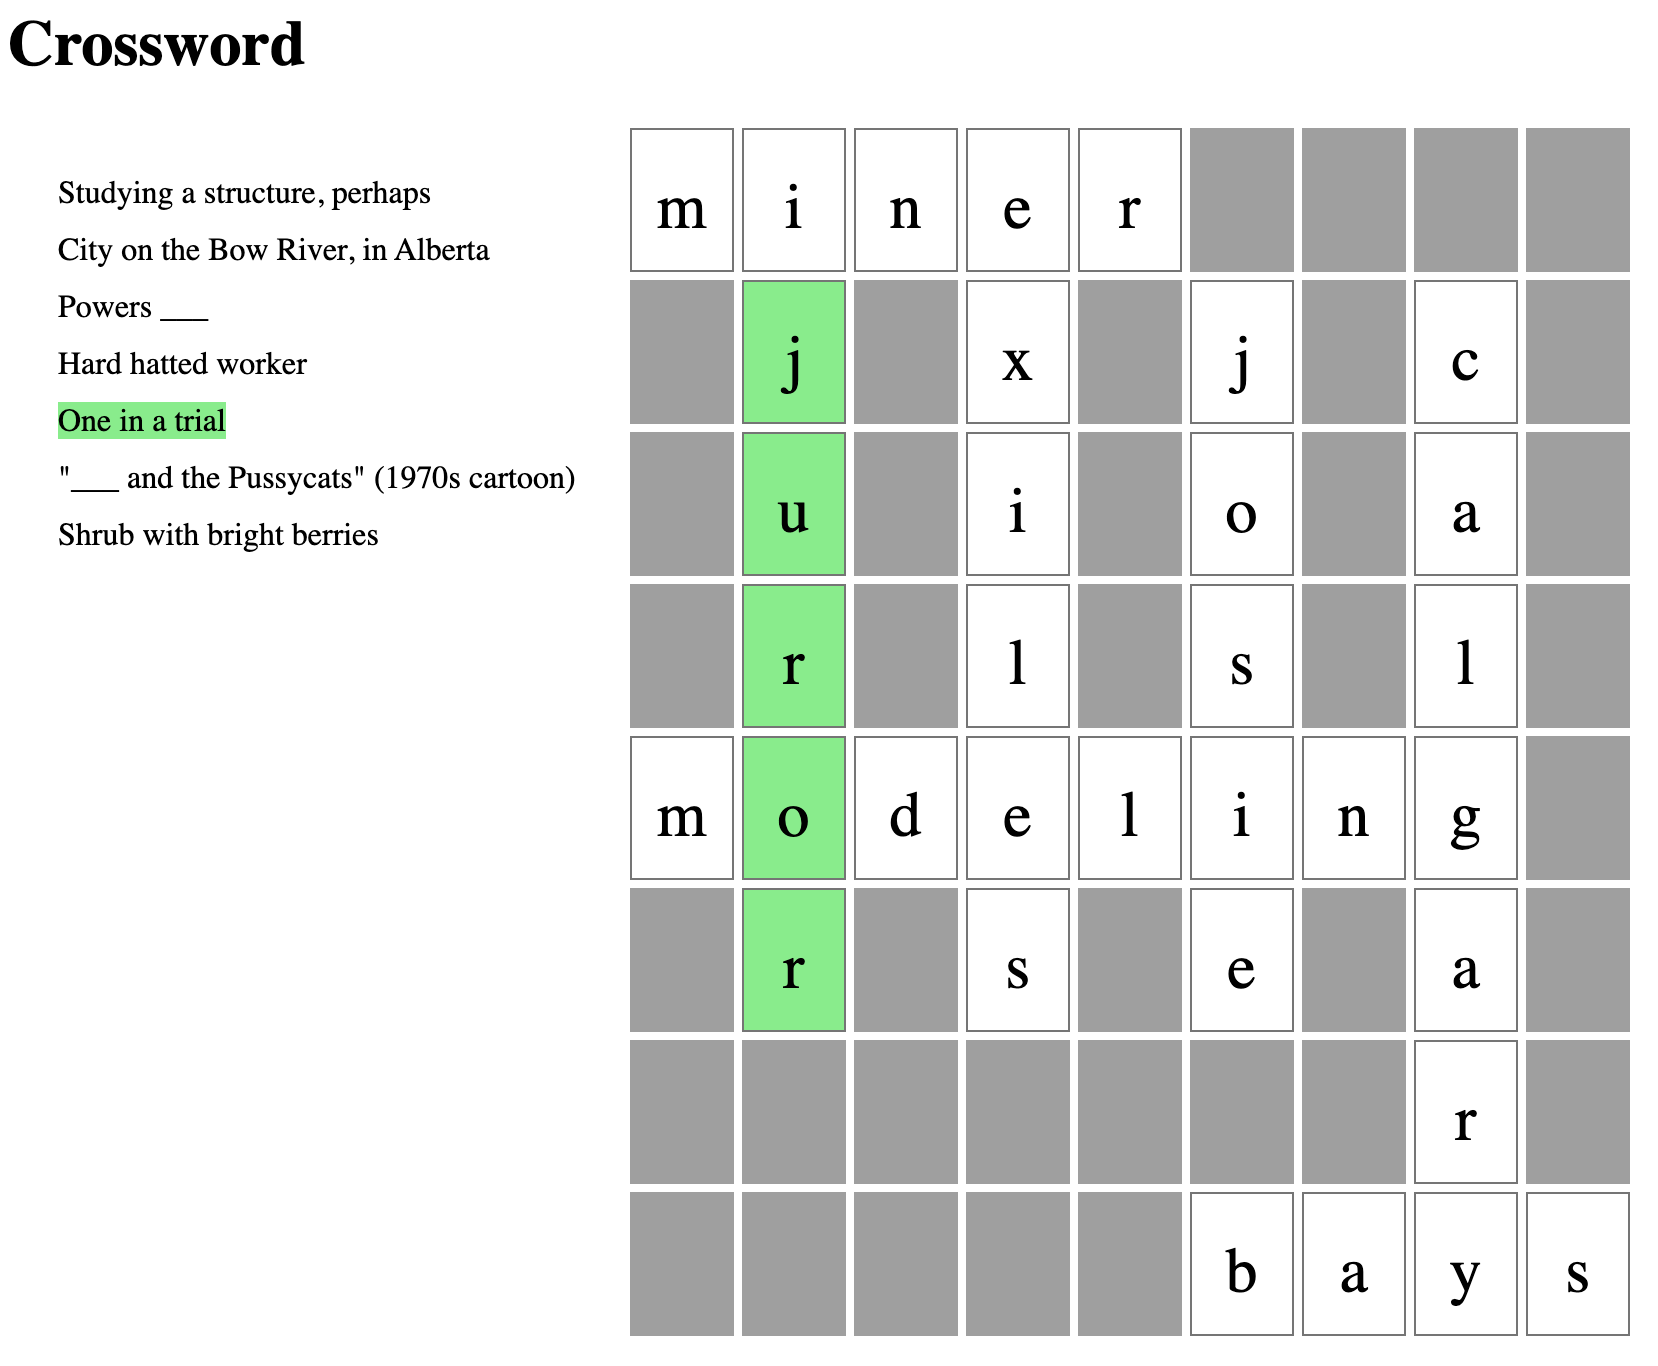 Crossword
Studying a structure, perhaps
City on the Bow River, in Alberta
Powers ___
Hard hatted worker
One in a trial
"___ and the Pussycats" (1970s cartoon)
Shrub with bright berries
m i n e r
j x j c
u i o a
r l s l
m o d e l i n g
r s e a
r
b a y s